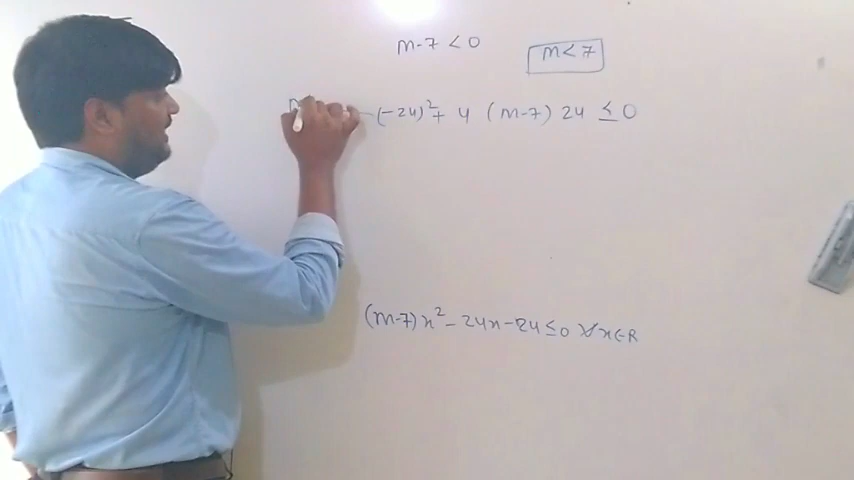 m-7 < 0
m < 7
(-24)² + 4 (m-7) 24 ≤ 0
(m-7)x² - 24x - 24 ≤ 0 ∀ x ∈ R